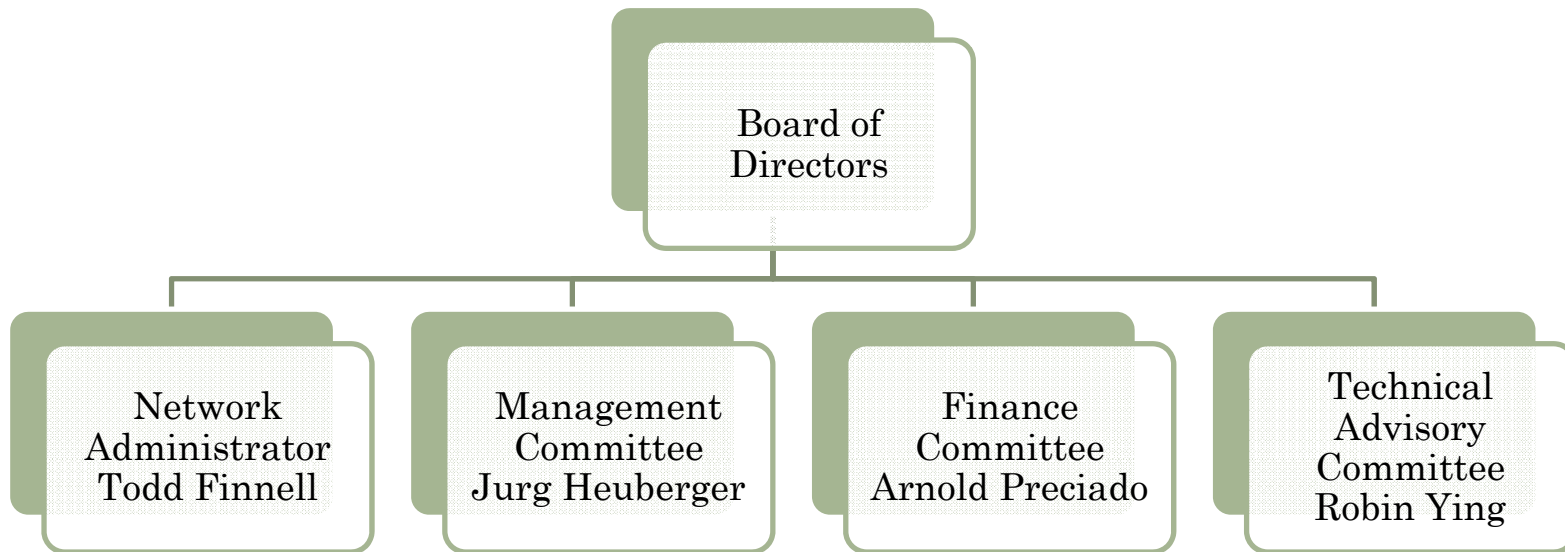 Board of
Directors
Network
Administrator
Todd Finnell
Management
Committee
Jurg Heuberger
Finance
Committee
Arnold Preciado
Technical
Advisory
Committee
Robin Ying